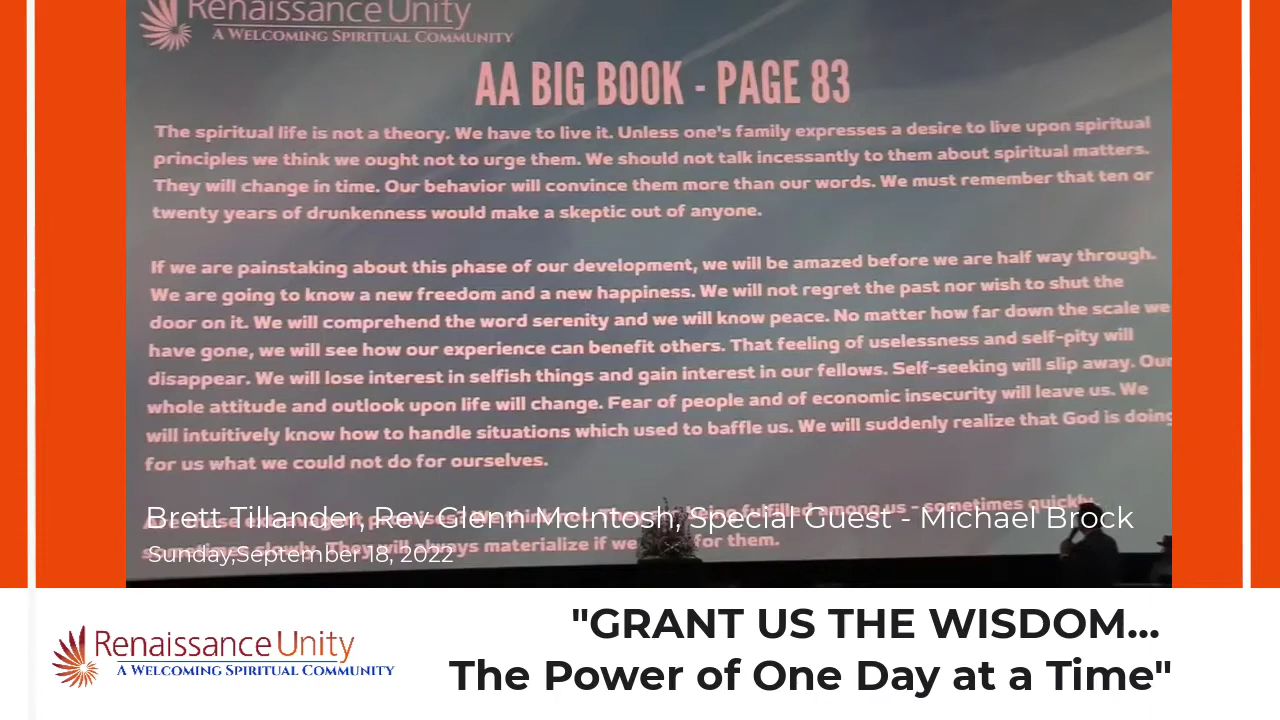 Renaissance Unity
A Welcoming Spiritual Community
AA BIG BOOK - PAGE 83
The spiritual life is not a theory. We have to live it. Unless one's family expresses a desire to live upon spiritual
principles we think we ought not to urge them. We should not talk incessantly to them about spiritual matters.
They will change in time. Our behavior will convince them more than our words. We must remember that ten or
twenty years of drunkenness would make a skeptic out of anyone.
If we are painstaking about this phase of our development, we will be amazed before we are half way through.
We are going to know a new freedom and a new happiness. We will not regret the past nor wish to shut the
door on it. We will comprehend the word serenity and we will know peace. No matter how far down the scale we
have gone, we will see how our experience can benefit others. That feeling of uselessness and self-pity will
disappear. We will lose interest in selfish things and gain interest in our fellows. Self-seeking will slip away. Our
whole attitude and outlook upon life will change. Fear of people and of economic insecurity will leave us. We
will intuitively know how to handle situations which used to baffle us. We will suddenly realize that God is doing
for us what we could not do for ourselves.
fulfilled among us - sometimes quickly,
They will always materialize if we for them.
Brett Tillander, Rev Glenn McIntosh, Special Guest - Michael Brock
Sunday,September 18, 2022
Renaissance Unity
A Welcoming Spiritual Community
"GRANT US THE WISDOM...
The Power of One Day at a Time"